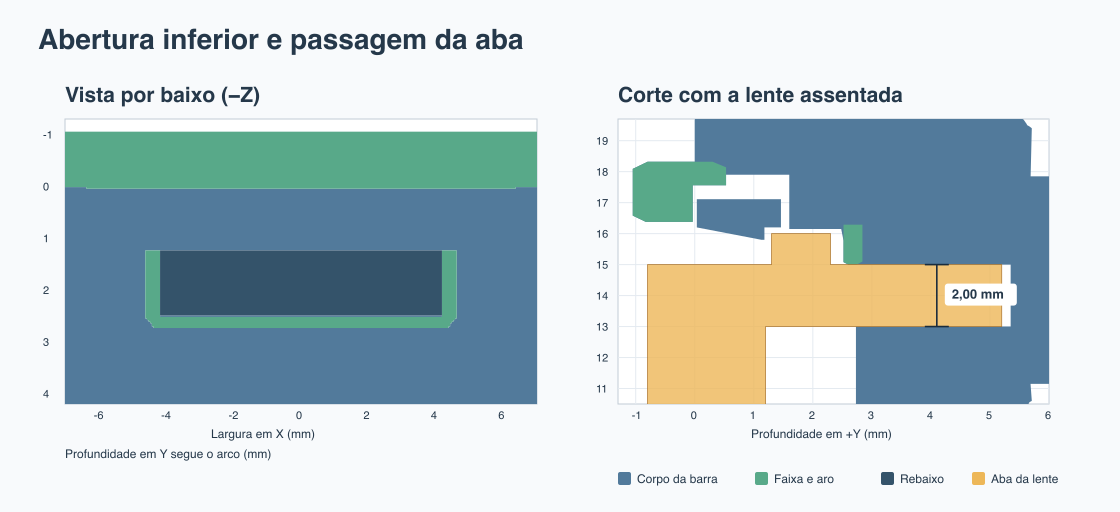 Abertura inferior e passagem da aba
Vista por baixo (–Z)
-1
0
1
2
3
4
-6 -4 -2 0 2 4 6
Largura em X (mm)
Profundidade em Y segue o arco (mm)
Corte com a lente assentada
19
18
17
16
15
14
13
12
11
2,00 mm
-1 0 1 2 3 4 5 6
Profundidade em +Y (mm)
Corpo da barra Faixa e aro Rebaixo Aba da lente